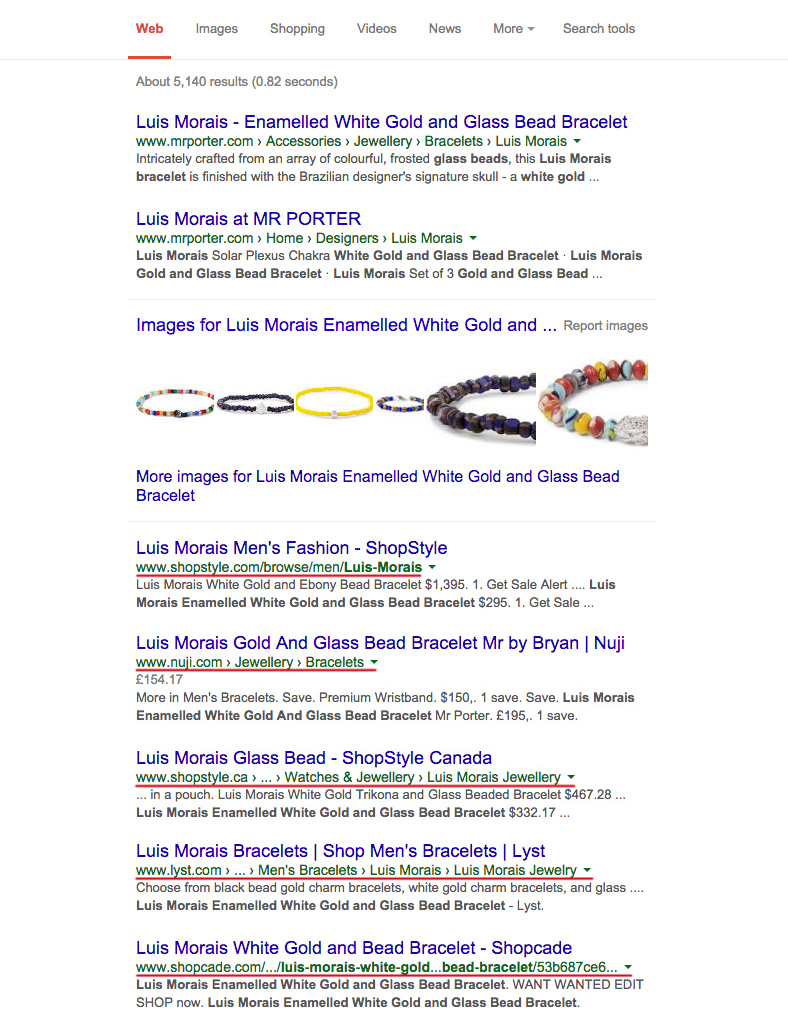 Web Images Shopping Videos News More Search tools
About 5,140 results (0.82 seconds)
Luis Morais - Enamelled White Gold and Glass Bead Bracelet
www.mrporter.com › Accessories › Jewellery › Bracelets › Luis Morais
Intricately crafted from an array of colourful, frosted glass beads, this Luis Morais
bracelet is finished with the Brazilian designer's signature skull - a white gold ...
Luis Morais at MR PORTER
www.mrporter.com › Home › Designers › Luis Morais
Luis Morais Solar Plexus Chakra White Gold and Glass Bead Bracelet · Luis Morais
Gold and Glass Bead Bracelet · Luis Morais Set of 3 Gold and Glass Bead ...
Images for Luis Morais Enamelled White Gold and ... Report images
More images for Luis Morais Enamelled White Gold and Glass Bead
Bracelet
Luis Morais Men's Fashion - ShopStyle
www.shopstyle.com/browse/men/Luis-Morais
Luis Morais White Gold and Ebony Bead Bracelet $1,395. 1. Get Sale Alert .... Luis
Morais Enamelled White Gold and Glass Bead Bracelet $295. 1. Get Sale ...
Luis Morais Gold And Glass Bead Bracelet Mr by Bryan | Nuji
www.nuji.com › Jewellery › Bracelets
£154.17
More in Men's Bracelets. Save. Premium Wristband. $150,. 1 save. Save. Luis Morais
Enamelled White Gold And Glass Bead Bracelet Mr Porter. £195,. 1 save.
Luis Morais Glass Bead - ShopStyle Canada
www.shopstyle.ca › ... › Watches & Jewellery › Luis Morais Jewellery
... in a pouch. Luis Morais White Gold Trikona and Glass Beaded Bracelet $467.28 ...
Luis Morais Enamelled White Gold and Glass Bead Bracelet $332.17 ...
Luis Morais Bracelets | Shop Men's Bracelets | Lyst
www.lyst.com › ... › Men's Bracelets › Luis Morais › Luis Morais Jewelry
Choose from black bead gold charm bracelets, white gold charm bracelets, and glass ....
Luis Morais Enamelled White Gold and Glass Bead Bracelet - Lyst.
Luis Morais White Gold and Bead Bracelet - Shopcade
www.shopcade.com/.../luis-morais-white-gold...bead-bracelet/53b687ce6...
Luis Morais Enamelled White Gold and Glass Bead Bracelet. WANT WANTED EDIT
SHOP now. Luis Morais Enamelled White Gold and Glass Bead Bracelet.